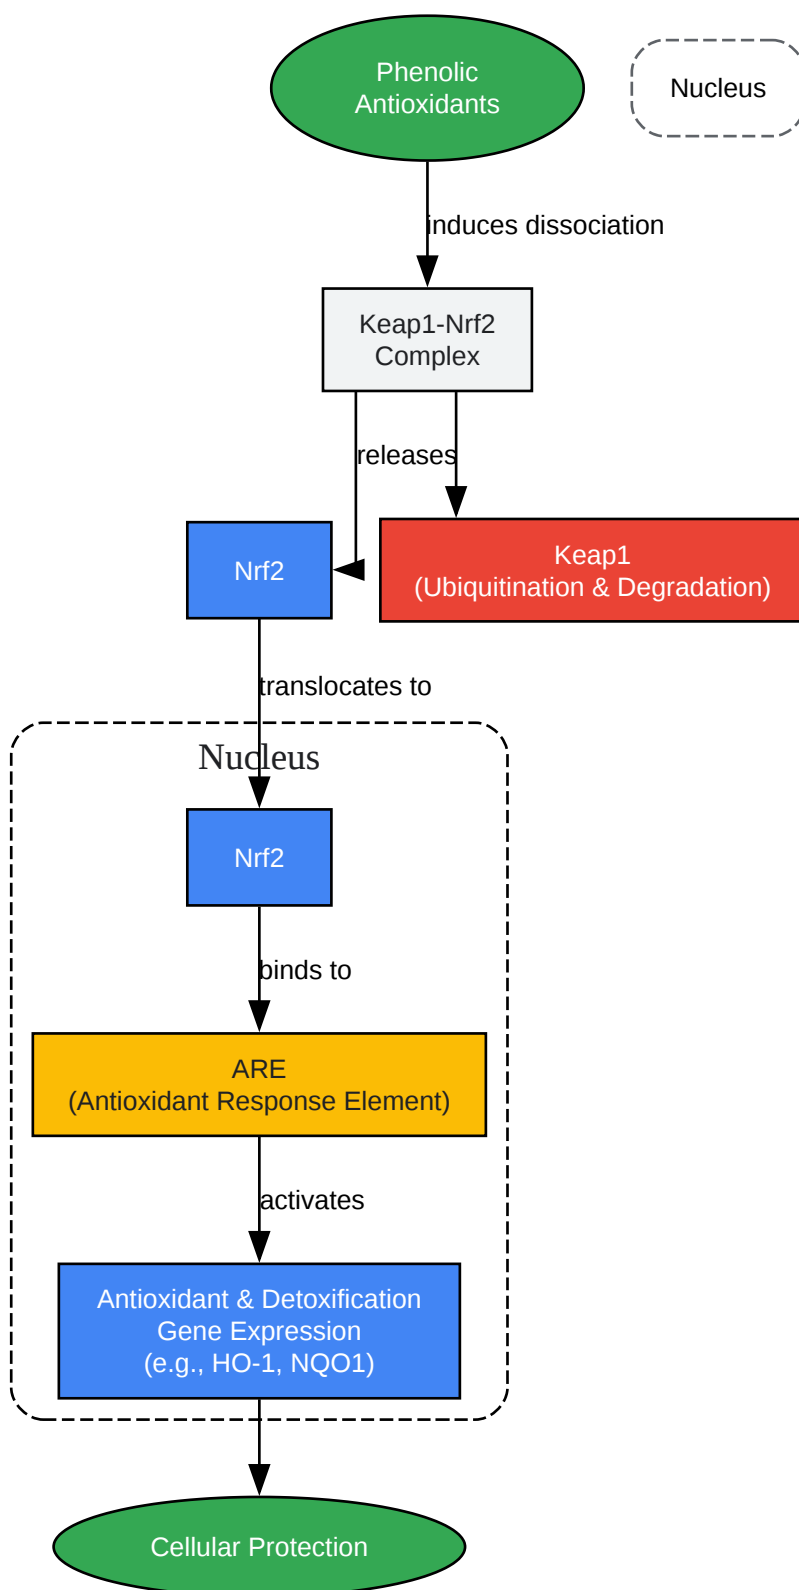 Phenolic
Antioxidants
Nucleus
induces dissociation
Keap1-Nrf2
Complex
releases
Nrf2
Keap1
(Ubiquitination & Degradation)
translocates to
Nucleus
Nrf2
binds to
ARE
(Antioxidant Response Element)
activates
Antioxidant & Detoxification
Gene Expression
(e.g., HO-1, NQO1)
Cellular Protection